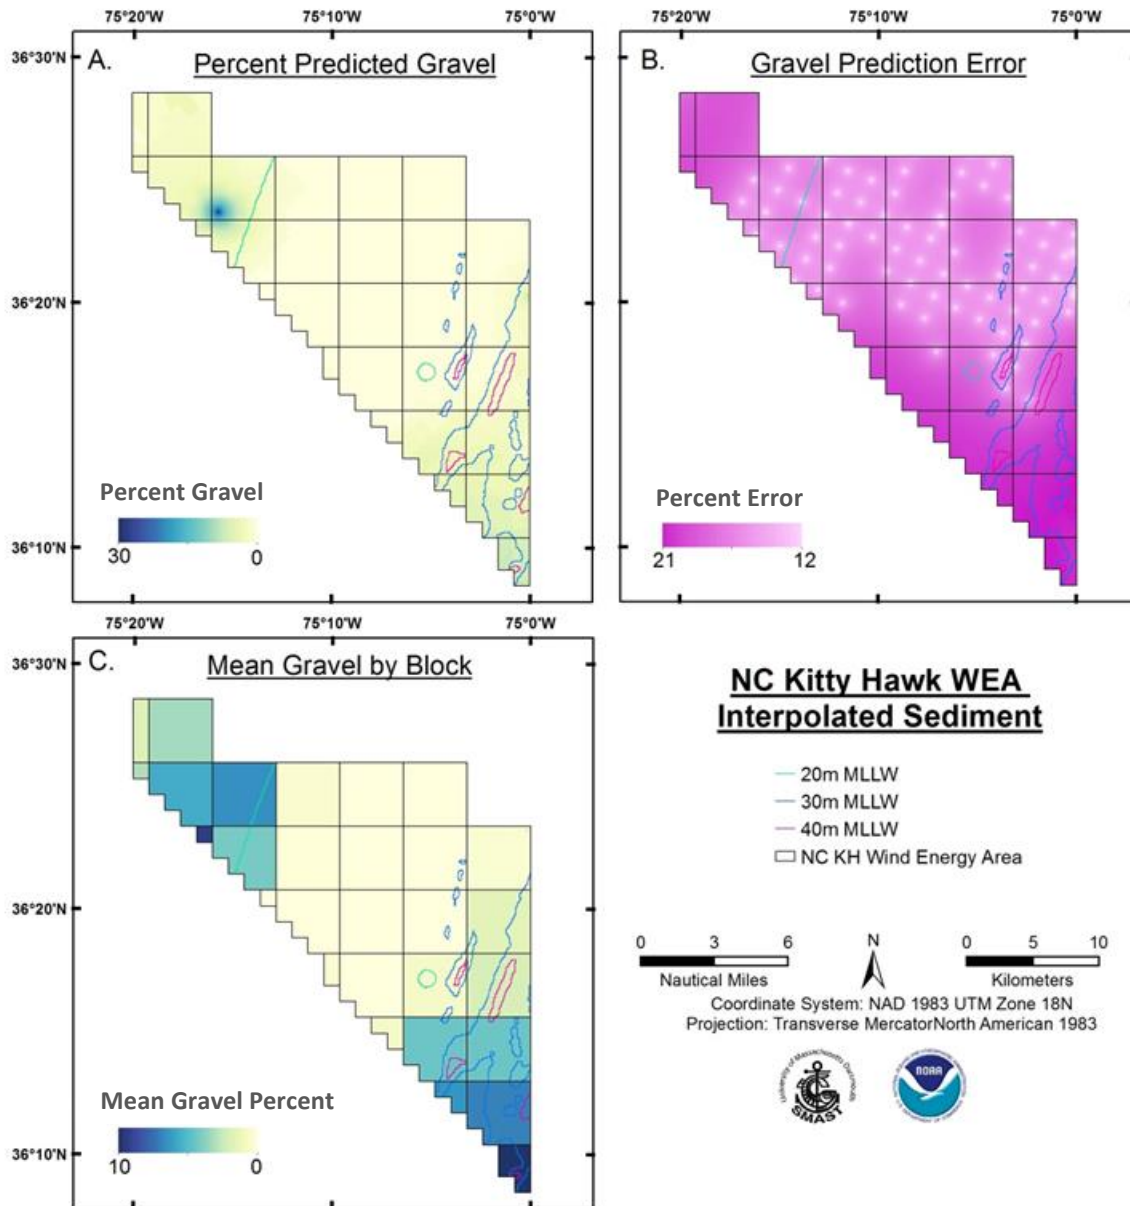 75°20'W 75°10'W 75°0'W 75°20'W 75°10'W 75°0'W
36°30'N
A. Percent Predicted Gravel
B. Gravel Prediction Error
36°20'N
Percent Gravel
30 0
36°10'N
Percent Error
21 12
75°20'W 75°10'W 75°0'W
36°30'N
C. Mean Gravel by Block
36°20'N
Mean Gravel Percent
10 0
36°10'N
NC Kitty Hawk WEA
Interpolated Sediment
20m MLLW
30m MLLW
40m MLLW
NC KH Wind Energy Area
0 3 6
Nautical Miles
N
0 5 10
Kilometers
Coordinate System: NAD 1983 UTM Zone 18N
Projection: Transverse MercatorNorth American 1983
University of Massachusetts Dartmouth
SMAST
NOAA